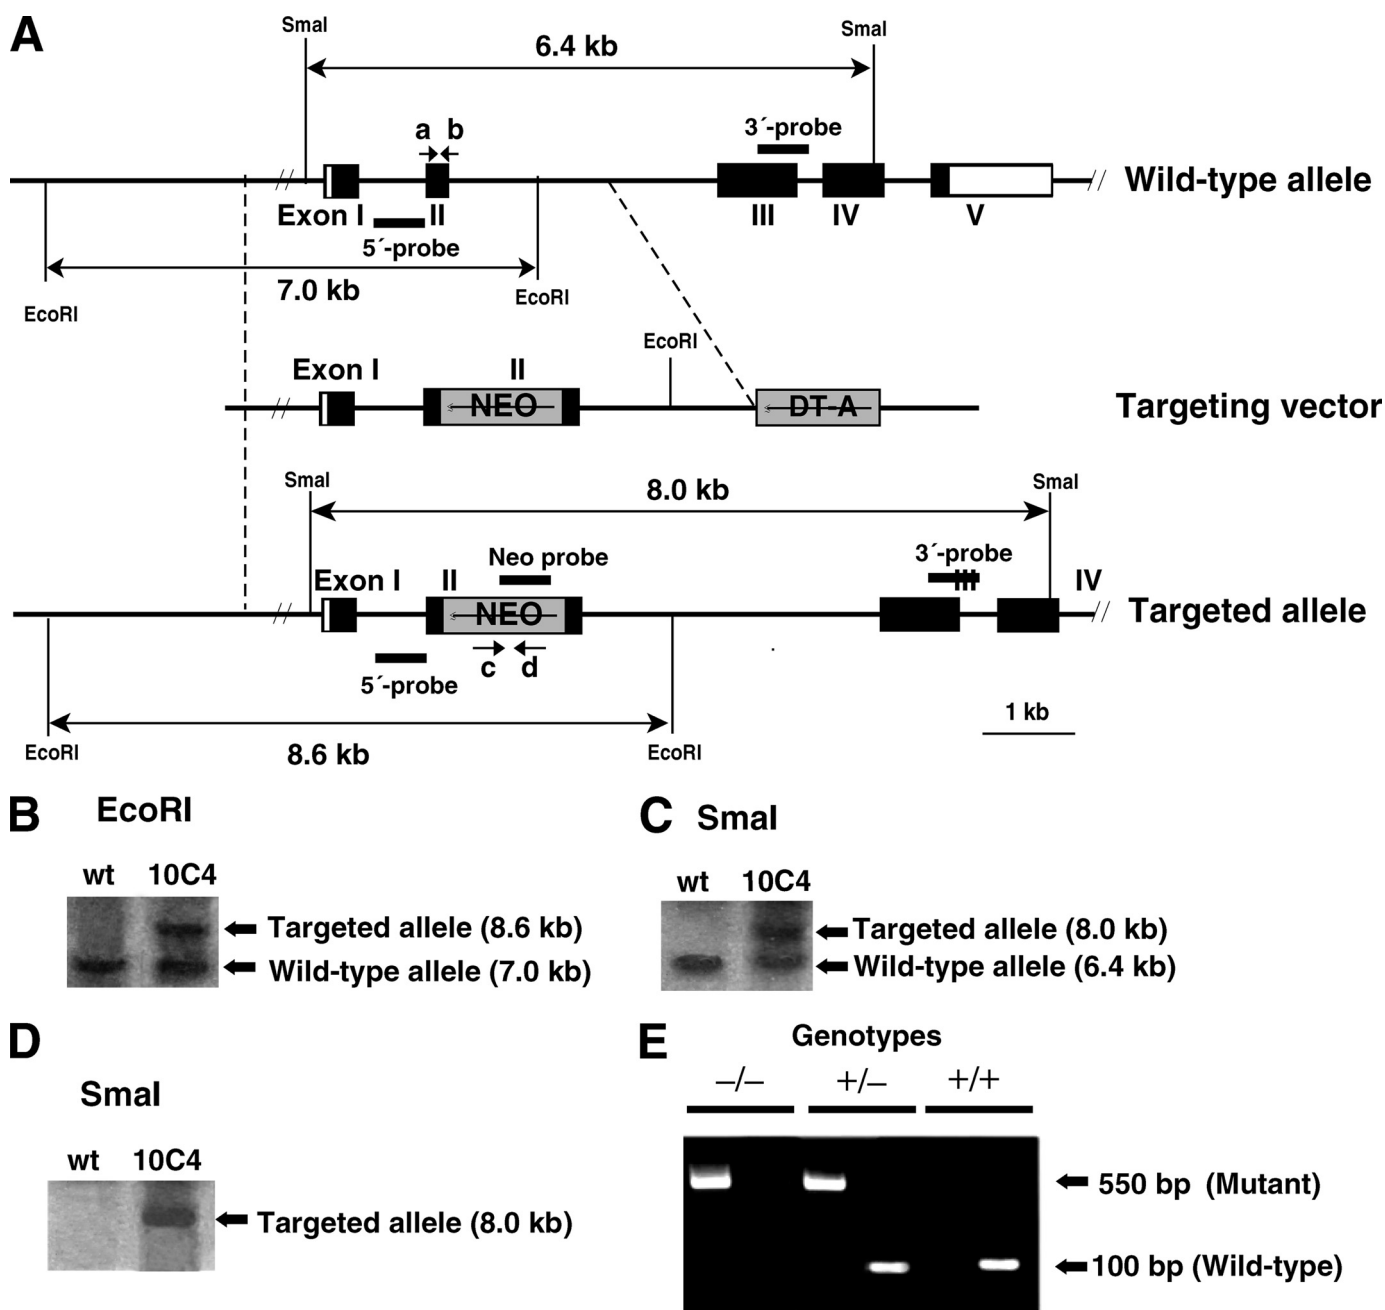 A
SmaI
SmaI
6.4 kb
a b
3´-probe
Wild-type allele
Exon I
II
III
IV
V
5´-probe
7.0 kb
EcoRI
EcoRI
EcoRI
Exon I
II
NEO
DT-A
Targeting vector
SmaI
SmaI
8.0 kb
Neo probe
3´-probe
Exon I
II
III
IV
NEO
Targeted allele
c d
5´-probe
1 kb
EcoRI
EcoRI
8.6 kb
B EcoRI
wt 10C4
Targeted allele (8.6 kb)
Wild-type allele (7.0 kb)
C SmaI
wt 10C4
Targeted allele (8.0 kb)
Wild-type allele (6.4 kb)
D
SmaI
wt 10C4
Targeted allele (8.0 kb)
E Genotypes
–/– +/– +/+
550 bp (Mutant)
100 bp (Wild-type)